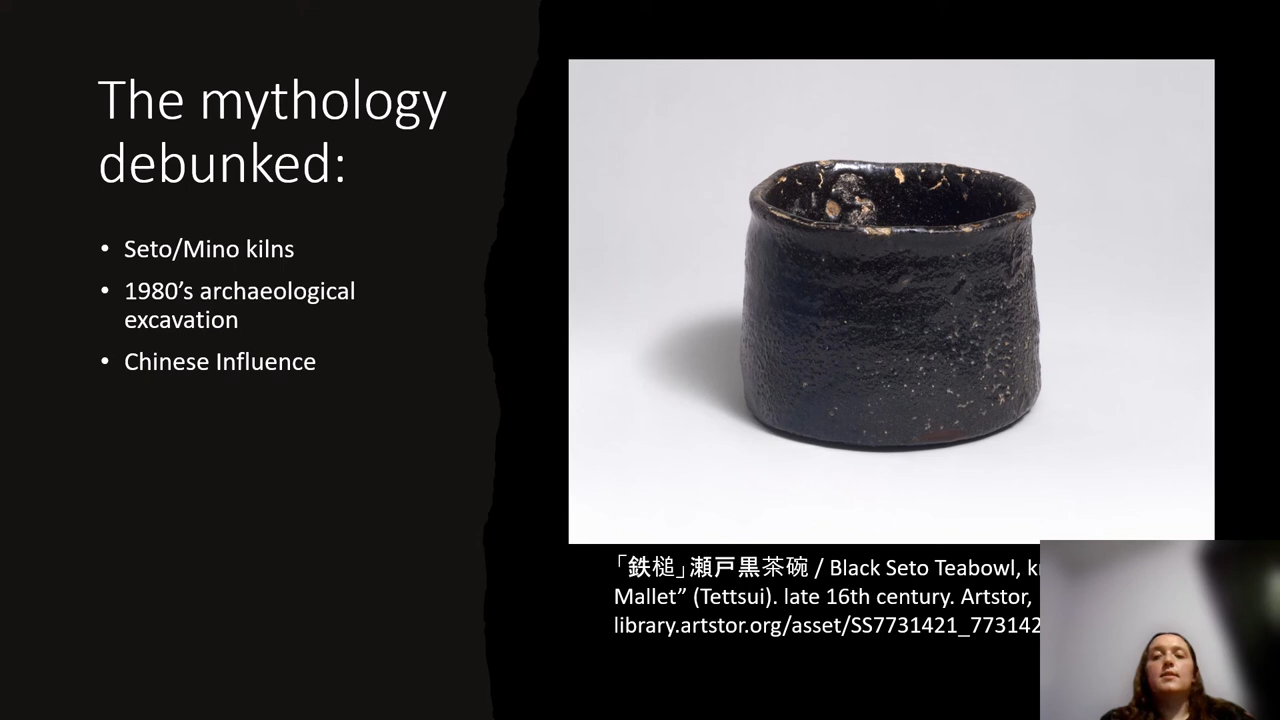 The mythology
debunked:
• Seto/Mino kilns
• 1980’s archaeological
excavation
• Chinese Influence
「鉄槌」瀬戸黒茶碗 / Black Seto Teabowl,
Mallet” (Tettsui). late 16th century. Artstor,
library.artstor.org/asset/SS7731421_773142